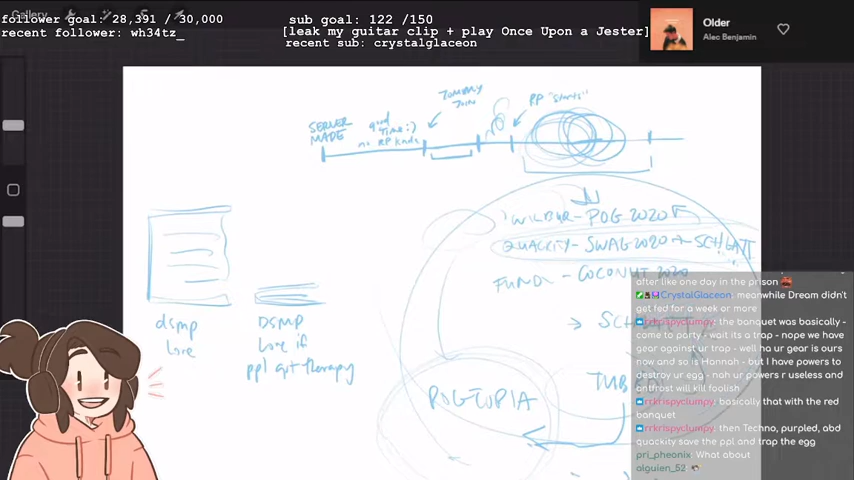 Gallery
follower goal: 28,391 / 30,000
recent follower: wh34tz_
sub goal: 122 /150
[leak my guitar clip + play Once Upon a Jester]
recent sub: crystalglaceon
Older
Alec Benjamin
SERVER MADE
good time :)
no RP kinda
TOMMY JOIN
RP "starts"
WILBUR - POG 2020
QUACKITY - SWAG2020 → SCHLATT
FUNDY - COCONUT 2020
POGTOPIA
dsmp
lore
DSMP
lore if
ppl got therapy
after like one day in the prison
CrystalGlaceon: meanwhile Dream didn't
get fed for a week or more
rrkrispyclumpy: the banquet was basically -
come to party - wait its a trap - nope we have
gear against ur trap - well ha ur gear is ours
now and so is Hannah - but I have powers to
destroy ur egg - nah ur powers r useless and
antfrost will kill foolish
rrkrispyclumpy: basically that with the red
banquet
rrkrispyclumpy: then Techno, purpled, abd
quackity save the ppl and trap the egg
pri_pheonix: What about
alguien_52: